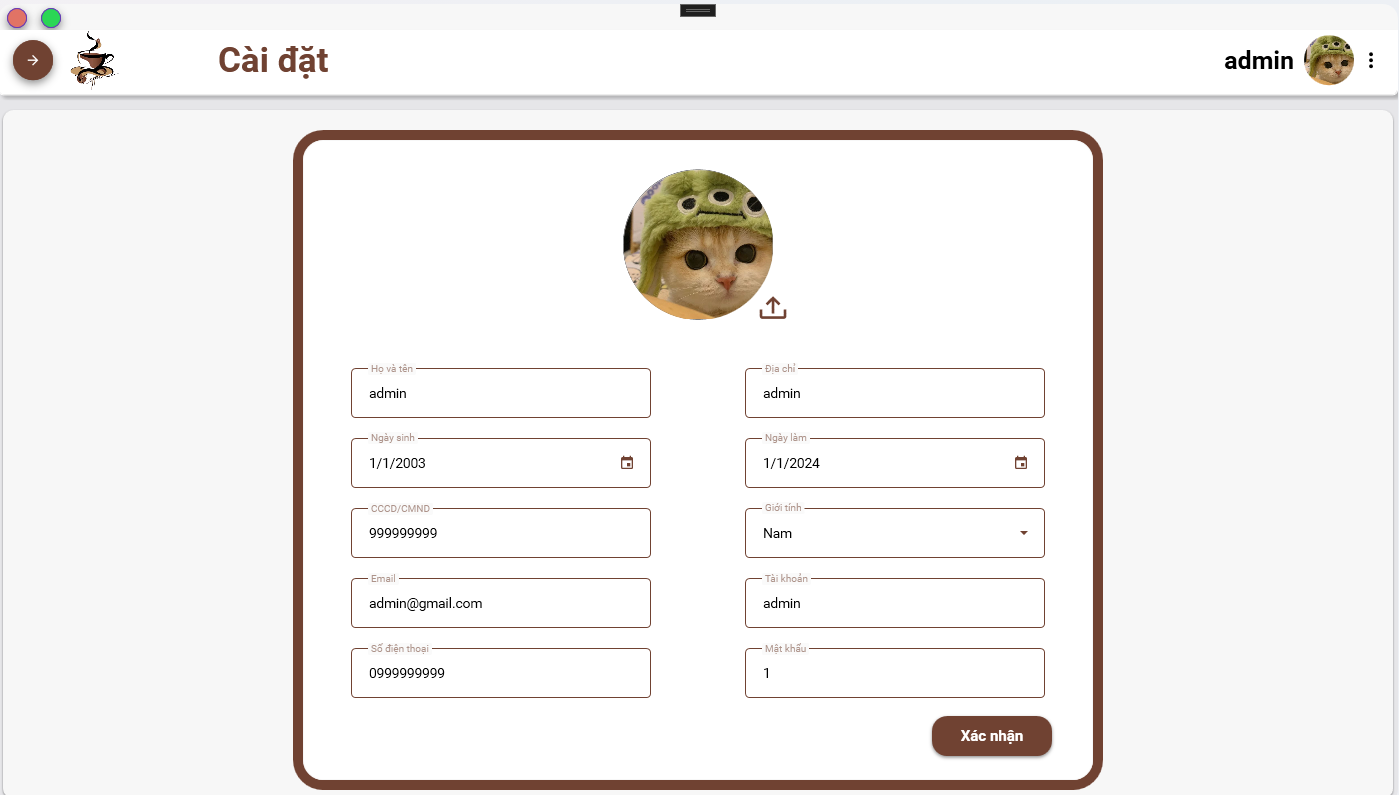 Cài đặt
admin
Họ và tên
admin
Địa chỉ
admin
Ngày sinh
1/1/2003
Ngày làm
1/1/2024
CCCD/CMND
999999999
Giới tính
Nam
Email
admin@gmail.com
Tài khoản
admin
Số điện thoại
0999999999
Mật khẩu
1
Xác nhận